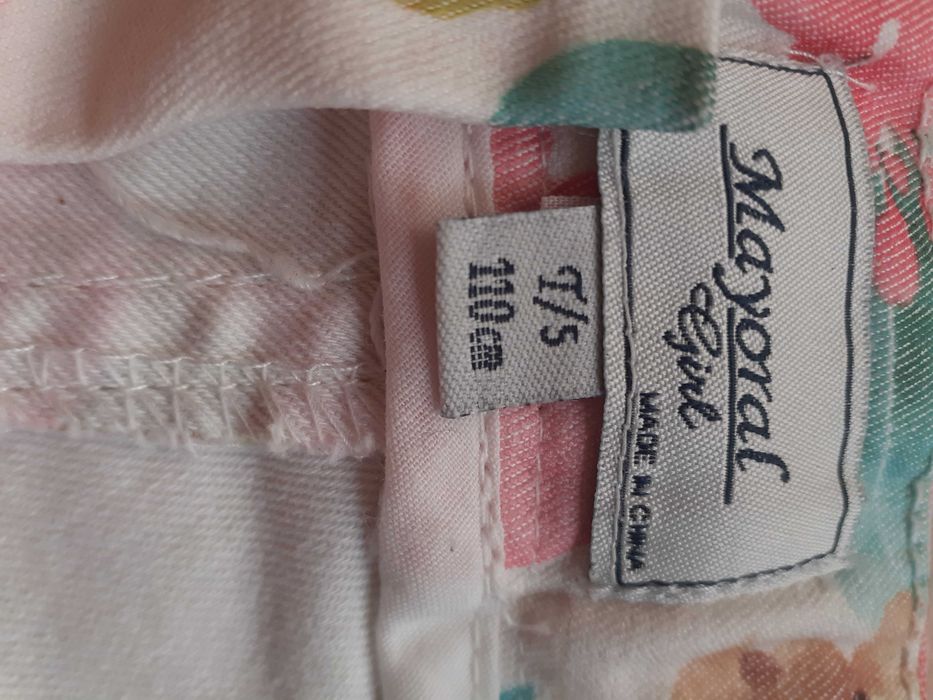 Mayoral
Girl
MADE IN CHINA
T/5
110cm